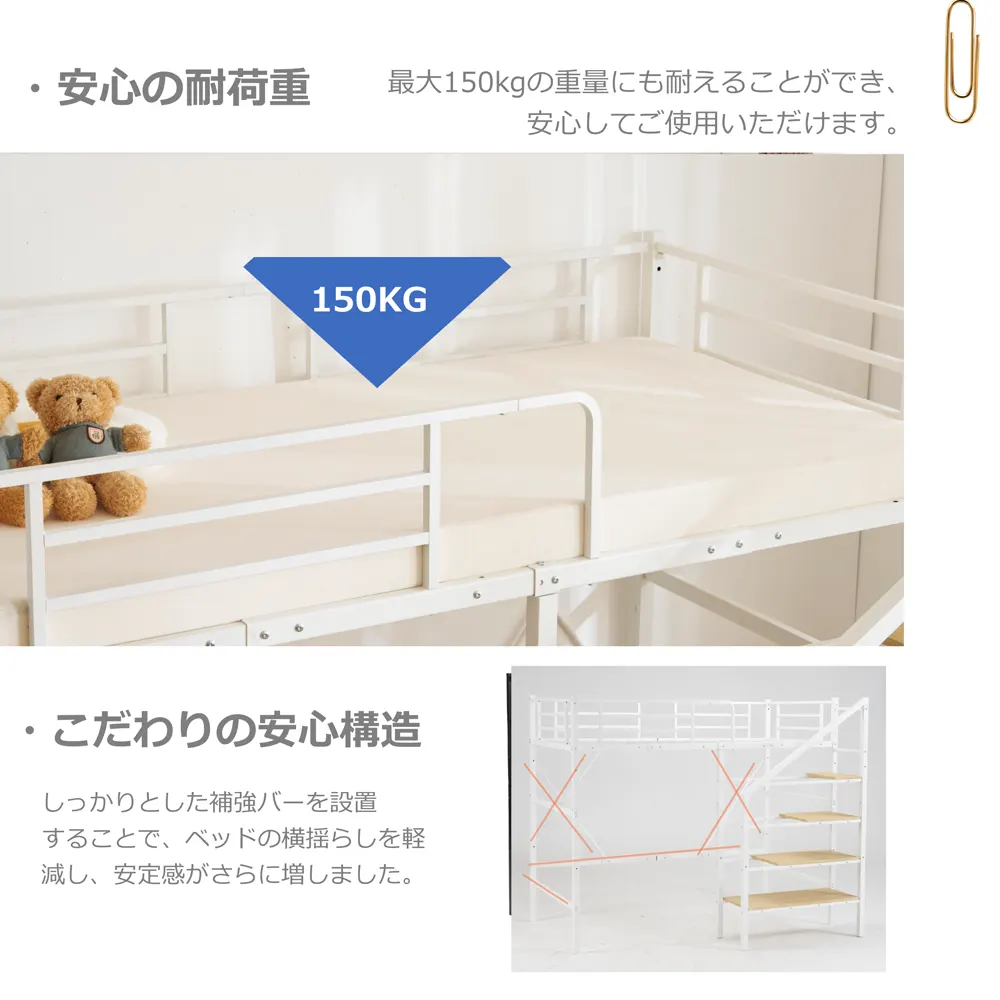 ・安心の耐荷重
最大150kgの重量にも耐えることができ、
安心してご使用いただけます。
150KG
・こだわりの安心構造
しっかりとした補強バーを設置
することで、ベッドの横揺らしを軽
減し、安定感がさらに増しました。